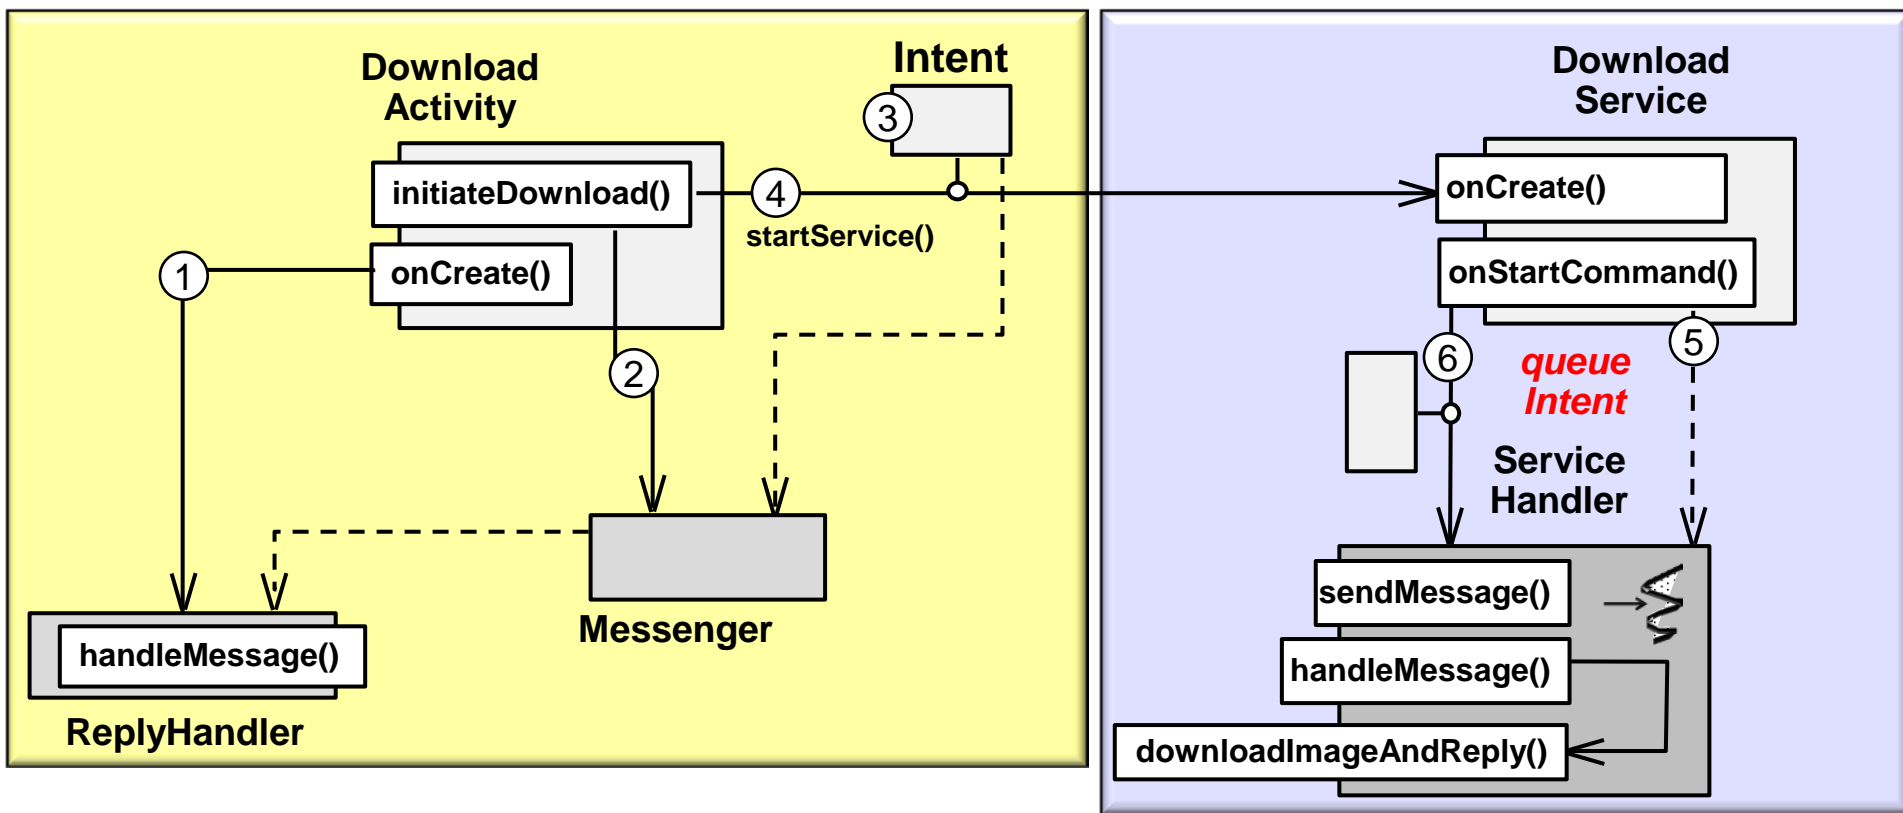 Download
Activity
Intent
3
initiateDownload()
4
startService()
1
onCreate()
2
Messenger
handleMessage()
ReplyHandler
Download
Service
onCreate()
onStartCommand()
6
5
queue
Intent
Service
Handler
sendMessage()
handleMessage()
downloadImageAndReply()